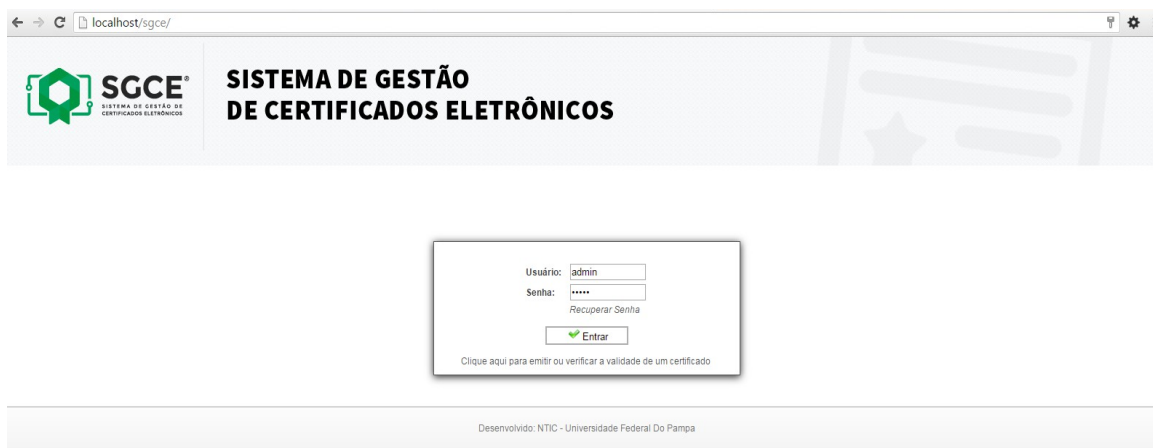 localhost/sgce/
SGCE®
SISTEMA DE GESTÃO DE
CERTIFICADOS ELETRÔNICOS
SISTEMA DE GESTÃO
DE CERTIFICADOS ELETRÔNICOS
Usuário: admin
Senha: •••••
Recuperar Senha
Entrar
Clique aqui para emitir ou verificar a validade de um certificado
Desenvolvido: NTIC - Universidade Federal Do Pampa